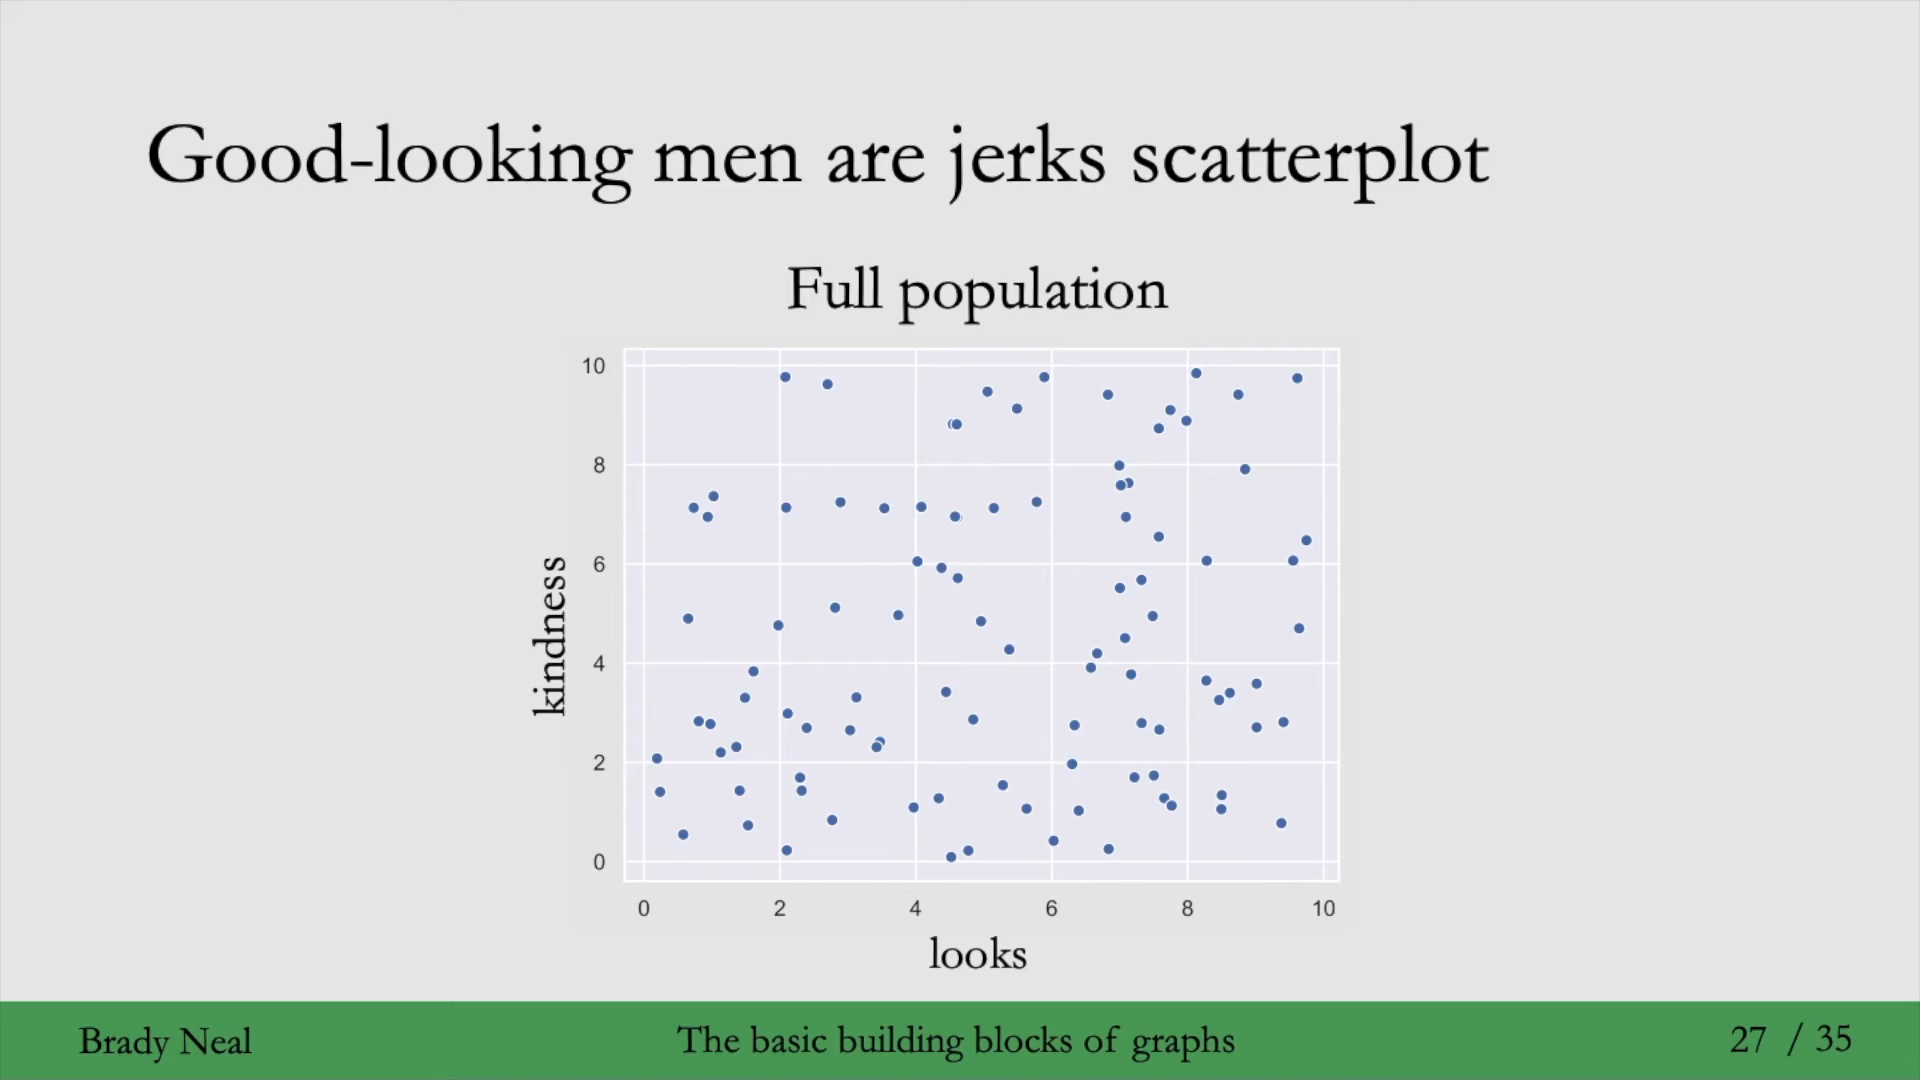 Good-looking men are jerks scatterplot
Full population
10
8
6
4
2
0
kindness
0 2 4 6 8 10
looks
Brady Neal The basic building blocks of graphs 27 / 35